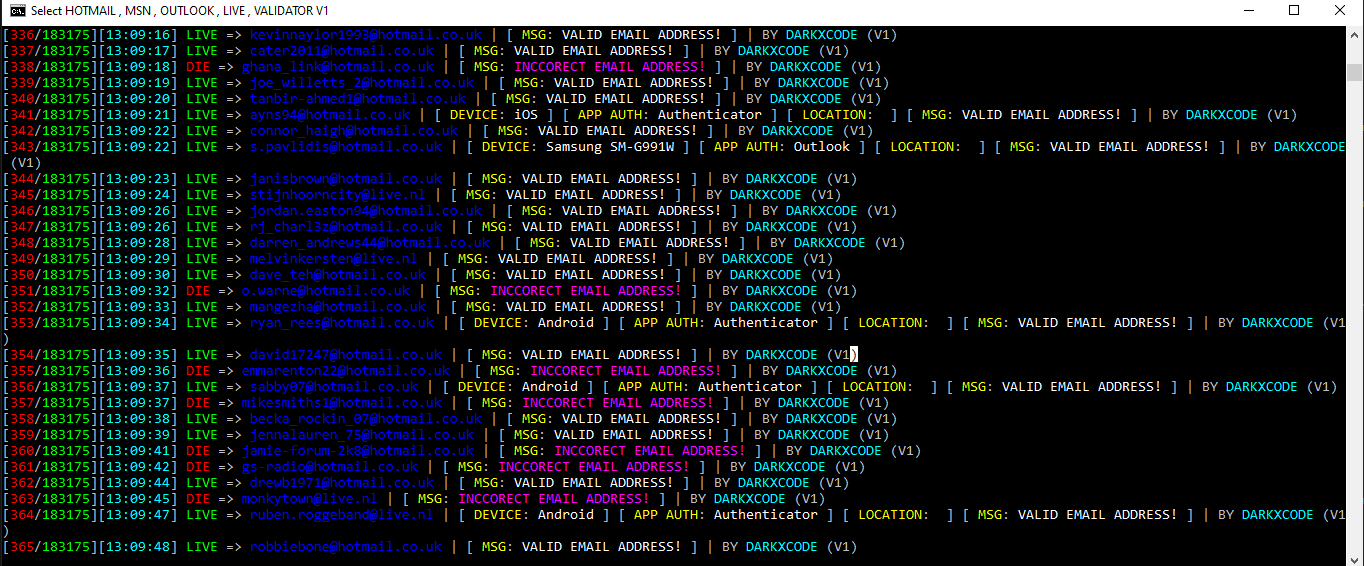 Select HOTMAIL , MSN , OUTLOOK , LIVE , VALIDATOR V1
[336/183175][13:09:16] LIVE => kevinnaylor1993@hotmail.co.uk | [ MSG: VALID EMAIL ADDRESS! ] | BY DARKXCODE (V1)
[337/183175][13:09:17] LIVE => cater2011@hotmail.co.uk | [ MSG: VALID EMAIL ADDRESS! ] | BY DARKXCODE (V1)
[338/183175][13:09:18] DIE => ghana_link@hotmail.co.uk | [ MSG: INCCORECT EMAIL ADDRESS! ] | BY DARKXCODE (V1)
[339/183175][13:09:19] LIVE => joe_willetts_2@hotmail.co.uk | [ MSG: VALID EMAIL ADDRESS! ] | BY DARKXCODE (V1)
[340/183175][13:09:20] LIVE => tanbir-ahmed1@hotmail.co.uk | [ MSG: VALID EMAIL ADDRESS! ] | BY DARKXCODE (V1)
[341/183175][13:09:21] LIVE => ayns94@hotmail.co.uk | [ DEVICE: iOS ] [ APP AUTH: Authenticator ] [ LOCATION:  ] [ MSG: VALID EMAIL ADDRESS! ] | BY DARKXCODE (V1)
[342/183175][13:09:22] LIVE => connor_haigh@hotmail.co.uk | [ MSG: VALID EMAIL ADDRESS! ] | BY DARKXCODE (V1)
[343/183175][13:09:22] LIVE => s.pavlidis@hotmail.co.uk | [ DEVICE: Samsung SM-G991W ] [ APP AUTH: Outlook ] [ LOCATION:  ] [ MSG: VALID EMAIL ADDRESS! ] | BY DARKXCODE
(V1)
[344/183175][13:09:23] LIVE => janisbrown@hotmail.co.uk | [ MSG: VALID EMAIL ADDRESS! ] | BY DARKXCODE (V1)
[345/183175][13:09:24] LIVE => stijnhoorncity@live.nl | [ MSG: VALID EMAIL ADDRESS! ] | BY DARKXCODE (V1)
[346/183175][13:09:26] LIVE => jordan.easton94@hotmail.co.uk | [ MSG: VALID EMAIL ADDRESS! ] | BY DARKXCODE (V1)
[347/183175][13:09:26] LIVE => rj_charl3z@hotmail.co.uk | [ MSG: VALID EMAIL ADDRESS! ] | BY DARKXCODE (V1)
[348/183175][13:09:28] LIVE => darren_andrews44@hotmail.co.uk | [ MSG: VALID EMAIL ADDRESS! ] | BY DARKXCODE (V1)
[349/183175][13:09:29] LIVE => melvinkersten@live.nl | [ MSG: VALID EMAIL ADDRESS! ] | BY DARKXCODE (V1)
[350/183175][13:09:30] LIVE => dave_teh@hotmail.co.uk | [ MSG: VALID EMAIL ADDRESS! ] | BY DARKXCODE (V1)
[351/183175][13:09:32] DIE => o.warne@hotmail.co.uk | [ MSG: INCCORECT EMAIL ADDRESS! ] | BY DARKXCODE (V1)
[352/183175][13:09:33] LIVE => mangezha@hotmail.co.uk | [ MSG: VALID EMAIL ADDRESS! ] | BY DARKXCODE (V1)
[353/183175][13:09:34] LIVE => ryan_rees@hotmail.co.uk | [ DEVICE: Android ] [ APP AUTH: Authenticator ] [ LOCATION:  ] [ MSG: VALID EMAIL ADDRESS! ] | BY DARKXCODE (V1
)
[354/183175][13:09:35] LIVE => david17247@hotmail.co.uk | [ MSG: VALID EMAIL ADDRESS! ] | BY DARKXCODE (V1)
[355/183175][13:09:36] DIE => emmarenton22@hotmail.co.uk | [ MSG: INCCORECT EMAIL ADDRESS! ] | BY DARKXCODE (V1)
[356/183175][13:09:37] LIVE => sabby07@hotmail.co.uk | [ DEVICE: Android ] [ APP AUTH: Authenticator ] [ LOCATION:  ] [ MSG: VALID EMAIL ADDRESS! ] | BY DARKXCODE (V1)
[357/183175][13:09:37] DIE => mikesmiths1@hotmail.co.uk | [ MSG: INCCORECT EMAIL ADDRESS! ] | BY DARKXCODE (V1)
[358/183175][13:09:38] LIVE => becka_rockin_07@hotmail.co.uk | [ MSG: VALID EMAIL ADDRESS! ] | BY DARKXCODE (V1)
[359/183175][13:09:39] LIVE => jennalauren_75@hotmail.co.uk | [ MSG: VALID EMAIL ADDRESS! ] | BY DARKXCODE (V1)
[360/183175][13:09:41] DIE => jamie-forum-2k8@hotmail.co.uk | [ MSG: INCCORECT EMAIL ADDRESS! ] | BY DARKXCODE (V1)
[361/183175][13:09:42] DIE => gs-radio@hotmail.co.uk | [ MSG: INCCORECT EMAIL ADDRESS! ] | BY DARKXCODE (V1)
[362/183175][13:09:44] LIVE => drewb1971@hotmail.co.uk | [ MSG: VALID EMAIL ADDRESS! ] | BY DARKXCODE (V1)
[363/183175][13:09:45] DIE => monkytown@live.nl | [ MSG: INCCORECT EMAIL ADDRESS! ] | BY DARKXCODE (V1)
[364/183175][13:09:47] LIVE => ruben.roggeband@live.nl | [ DEVICE: Android ] [ APP AUTH: Authenticator ] [ LOCATION:  ] [ MSG: VALID EMAIL ADDRESS! ] | BY DARKXCODE (V1
)
[365/183175][13:09:48] LIVE => robbiebone@hotmail.co.uk | [ MSG: VALID EMAIL ADDRESS! ] | BY DARKXCODE (V1)